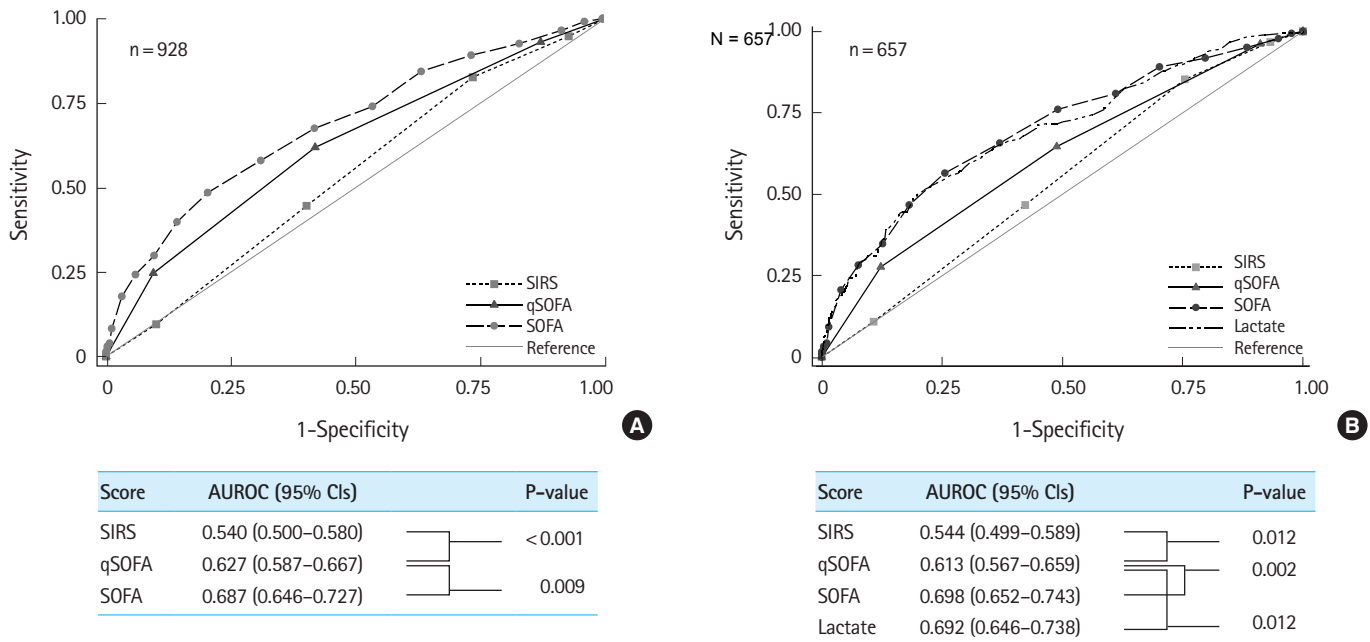 1.00
n=928
0.75
Sensitivity
0.50
0.25
0
SIRS
qSOFA
SOFA
Reference
0 0.25 0.50 0.75 1.00
1-Specificity
A
Score AUROC (95% CIs) P-value
SIRS 0.540 (0.500–0.580)
<0.001
qSOFA 0.627 (0.587–0.667)
0.009
SOFA 0.687 (0.646–0.727)
N = 657
1.00
n=657
0.75
Sensitivity
0.50
0.25
0
SIRS
qSOFA
SOFA
Lactate
Reference
0 0.25 0.50 0.75 1.00
1-Specificity
B
Score AUROC (95% CIs) P-value
SIRS 0.544 (0.499–0.589)
0.012
qSOFA 0.613 (0.567–0.659)
0.002
SOFA 0.698 (0.652–0.743)
Lactate 0.692 (0.646–0.738)
0.012